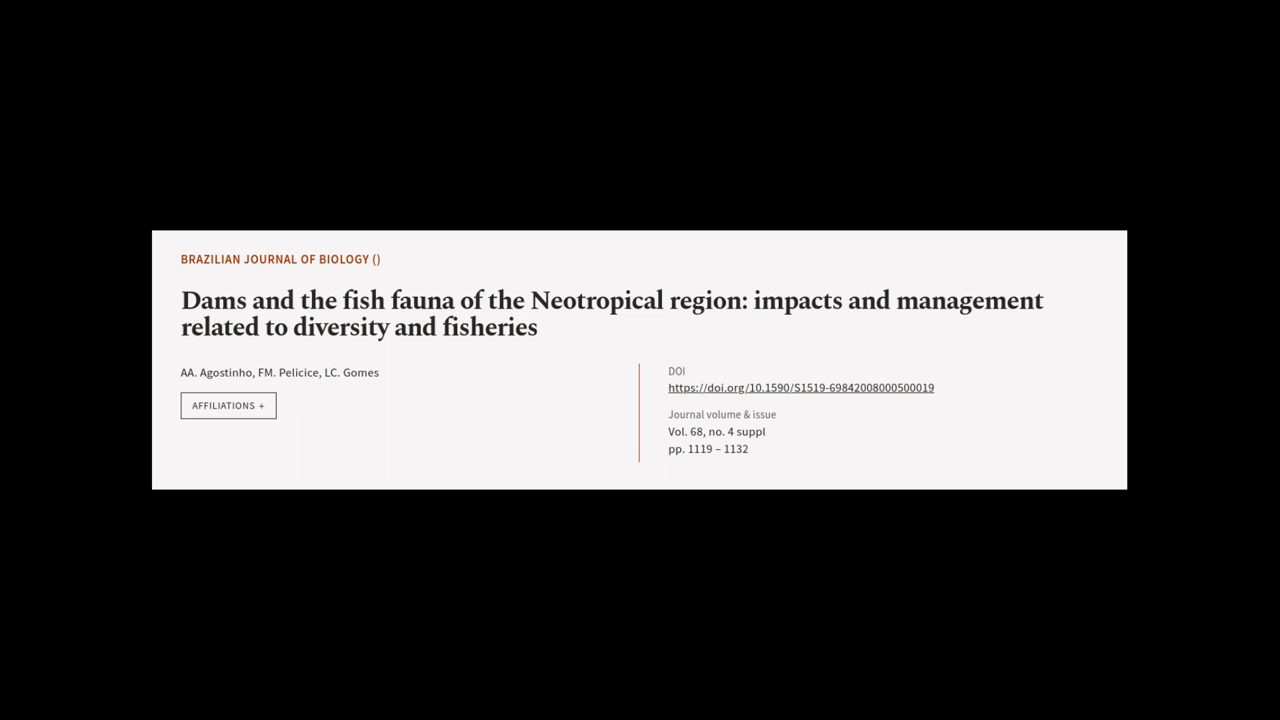 BRAZILIAN JOURNAL OF BIOLOGY ()
Dams and the fish fauna of the Neotropical region: impacts and management
related to diversity and fisheries
AA. Agostinho, FM. Pelicice, LC. Gomes
AFFILIATIONS +
DOI
https://doi.org/10.1590/S1519-69842008000500019
Journal volume & issue
Vol. 68, no. 4 suppl
pp. 1119 – 1132